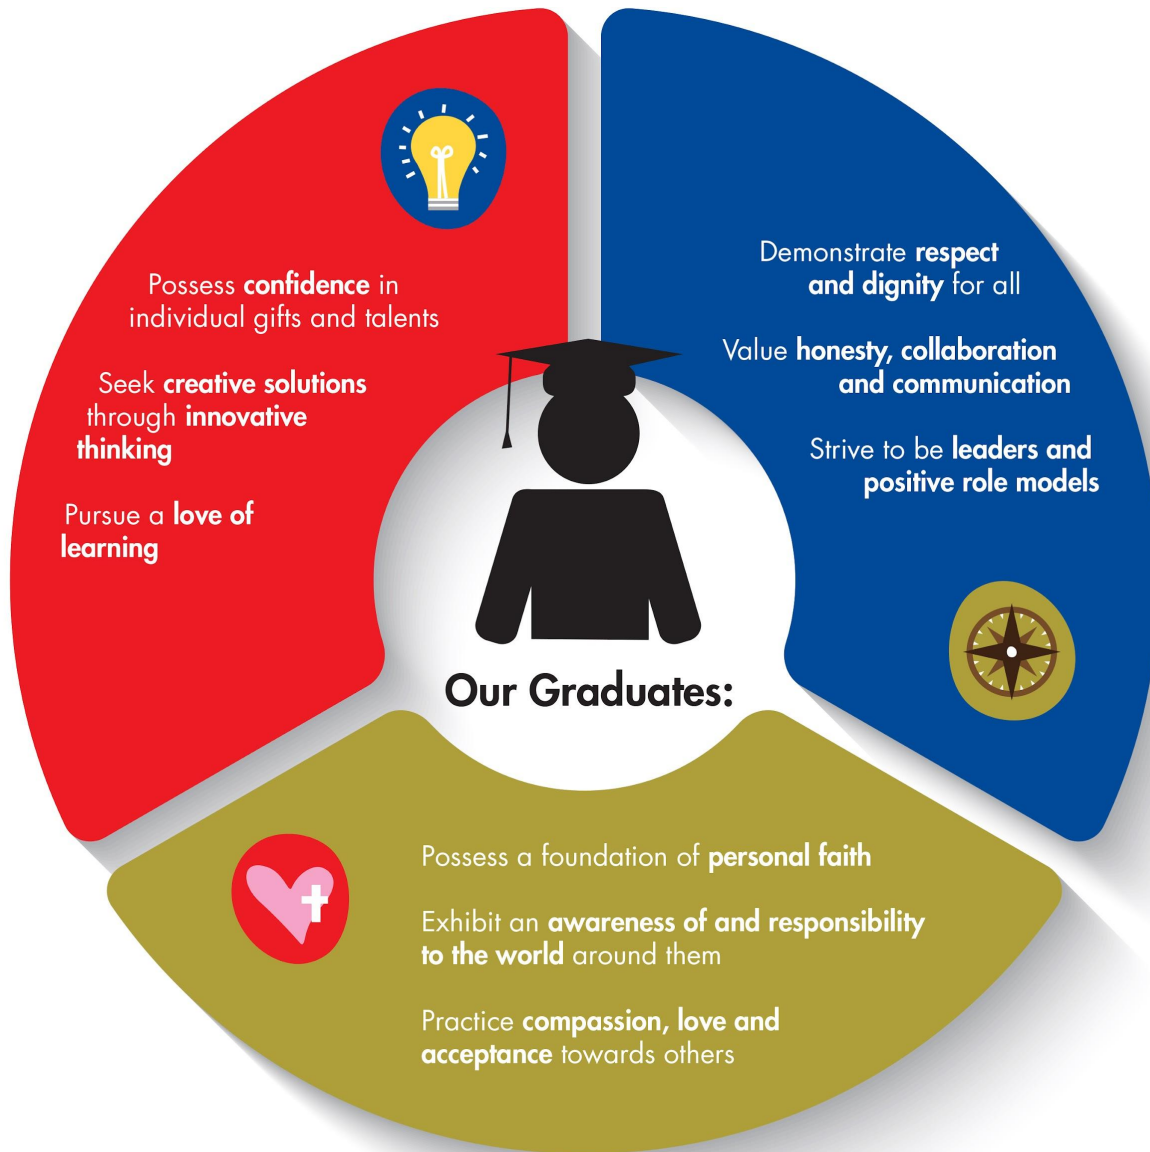 Possess confidence in
individual gifts and talents
Seek creative solutions
through innovative
thinking
Pursue a love of
learning
Demonstrate respect
and dignity for all
Value honesty, collaboration
and communication
Strive to be leaders and
positive role models
Our Graduates:
Possess a foundation of personal faith
Exhibit an awareness of and responsibility
to the world around them
Practice compassion, love and
acceptance towards others